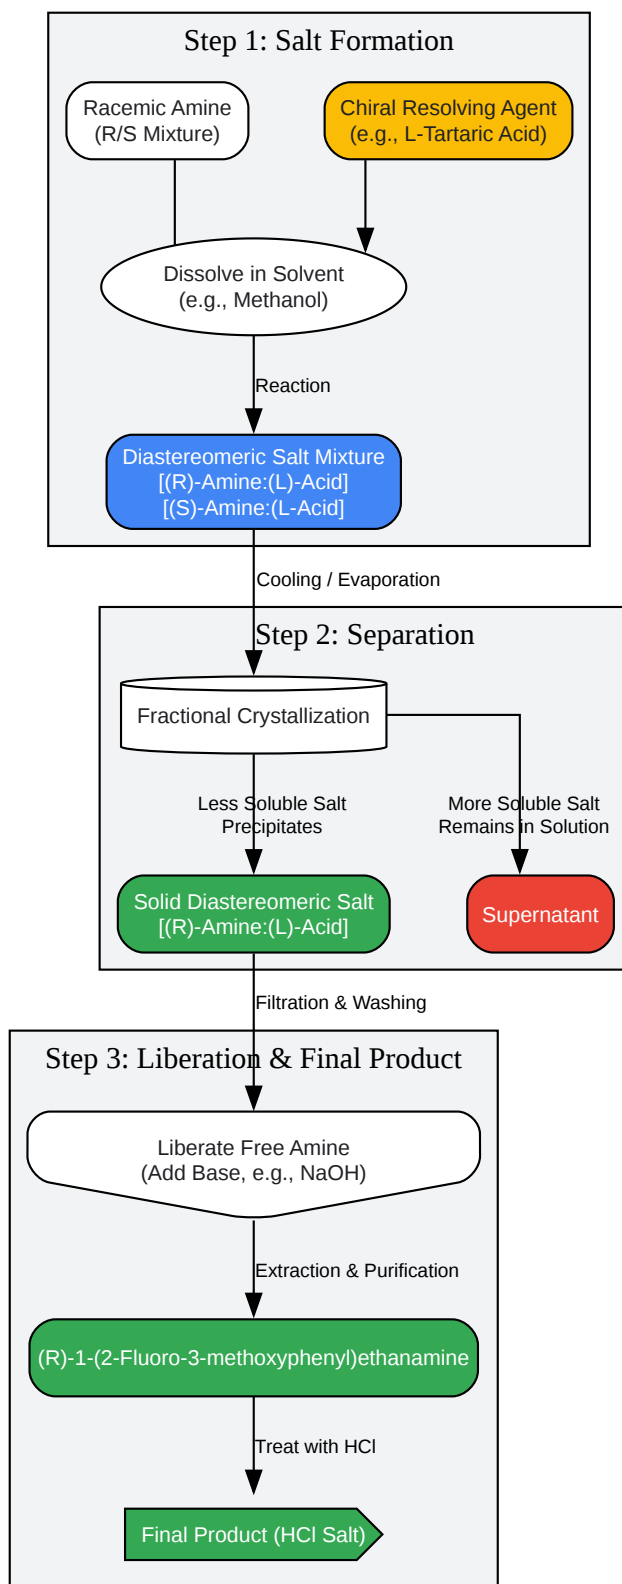 Step 1: Salt Formation
Racemic Amine
(R/S Mixture)
Chiral Resolving Agent
(e.g., L-Tartaric Acid)
Dissolve in Solvent
(e.g., Methanol)
Reaction
Diastereomeric Salt Mixture
[(R)-Amine:(L)-Acid]
[(S)-Amine:(L-Acid]
Cooling / Evaporation
Step 2: Separation
Fractional Crystallization
Less Soluble Salt
Precipitates
More Soluble Salt
Remains in Solution
Solid Diastereomeric Salt
[(R)-Amine:(L)-Acid]
Supernatant
Filtration & Washing
Step 3: Liberation & Final Product
Liberate Free Amine
(Add Base, e.g., NaOH)
Extraction & Purification
(R)-1-(2-Fluoro-3-methoxyphenyl)ethanamine
Treat with HCl
Final Product (HCl Salt)